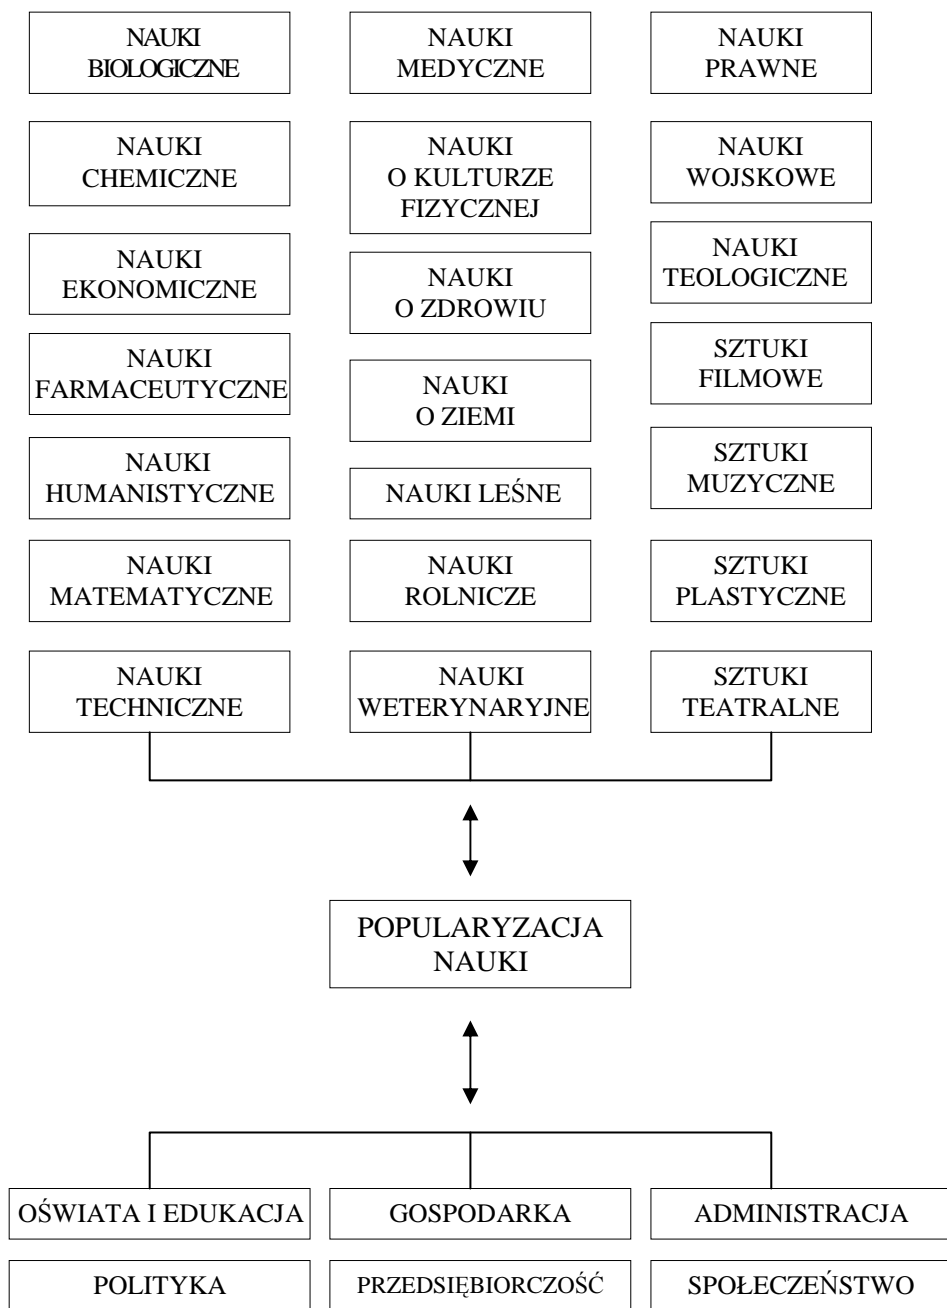 NAUKI
BIOLOGICZNE
NAUKI
MEDYCZNE
NAUKI
PRAWNE
NAUKI
CHEMICZNE
NAUKI
O KULTURZE
FIZYCZNEJ
NAUKI
WOJSKOWE
NAUKI
EKONOMICZNE
NAUKI
O ZDROWIU
NAUKI
TEOLOGICZNE
NAUKI
FARMACEUTYCZNE
NAUKI
O ZIEMI
SZTUKI
FILMOWE
NAUKI
HUMANISTYCZNE
NAUKI LEŚNE
SZTUKI
MUZYCZNE
NAUKI
MATEMATYCZNE
NAUKI
ROLNICZE
SZTUKI
PLASTYCZNE
NAUKI
TECHNICZNE
NAUKI
WETERYNARYJNE
SZTUKI
TEATRALNE
POPULARYZACJA
NAUKI
OŚWIATA I EDUKACJA
GOSPODARKA
ADMINISTRACJA
POLITYKA
PRZEDSIĘBIORCZOŚĆ
SPOŁECZEŃSTWO